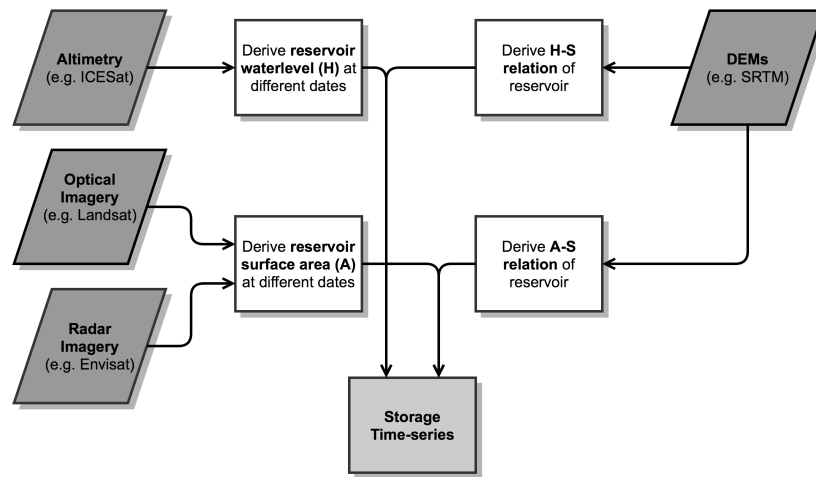 Altimetry
(e.g. ICESat)
Derive reservoir
waterlevel (H) at
different dates
Derive H-S
relation of
reservoir
DEMs
(e.g. SRTM)
Optical
Imagery
(e.g. Landsat)
Derive reservoir
surface area (A)
at different dates
Derive A-S
relation of
reservoir
Radar
Imagery
(e.g. Envisat)
Storage
Time-series